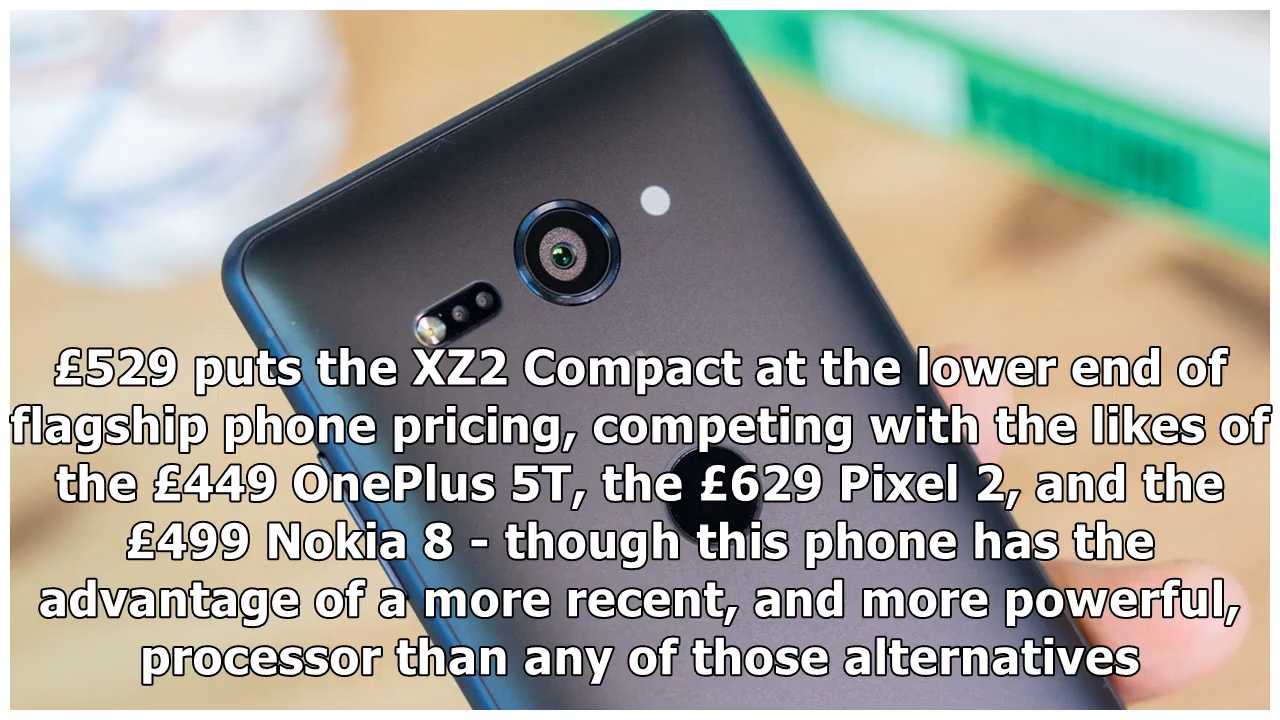 £529 puts the XZ2 Compact at the lower end of
flagship phone pricing, competing with the likes of
the £449 OnePlus 5T, the £629 Pixel 2, and the
£499 Nokia 8 - though this phone has the
advantage of a more recent, and more powerful,
processor than any of those alternatives